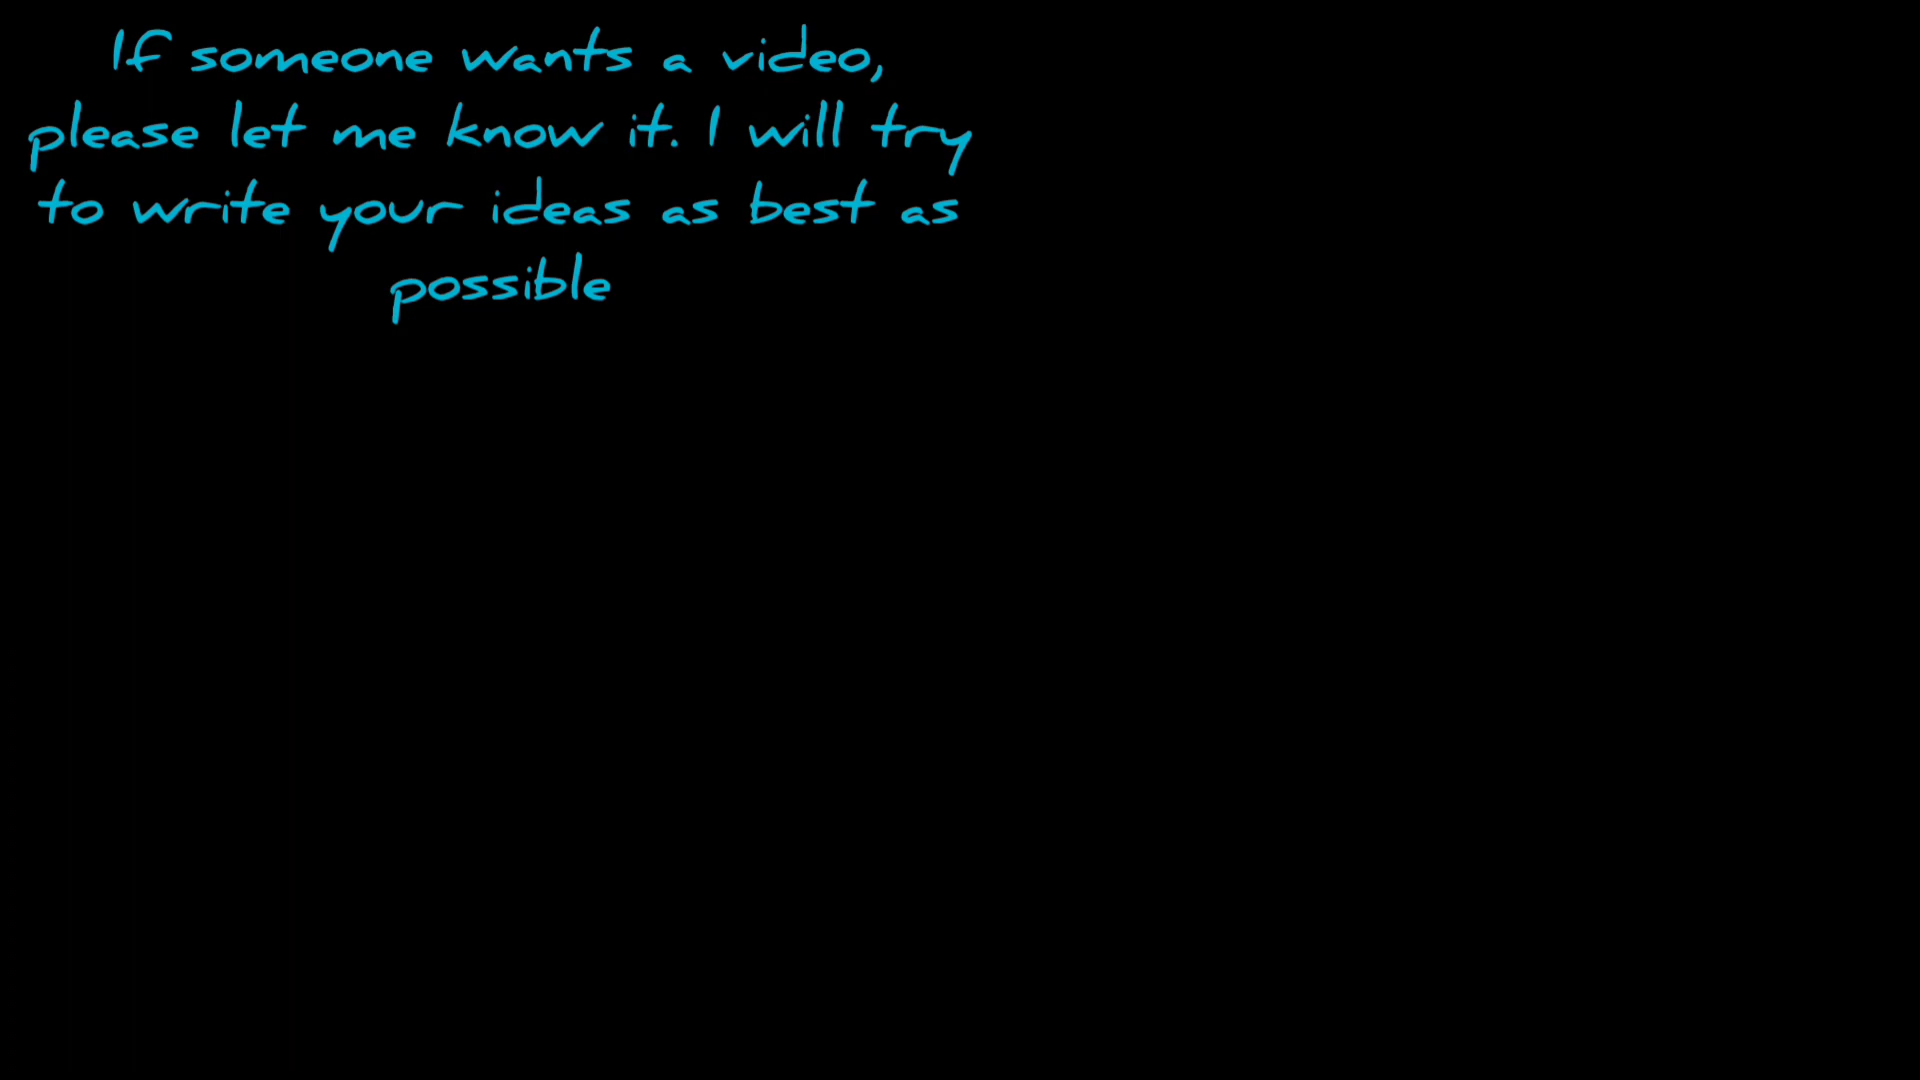 If someone wants a video,
please let me know it. I will try
to write your ideas as best as
possible